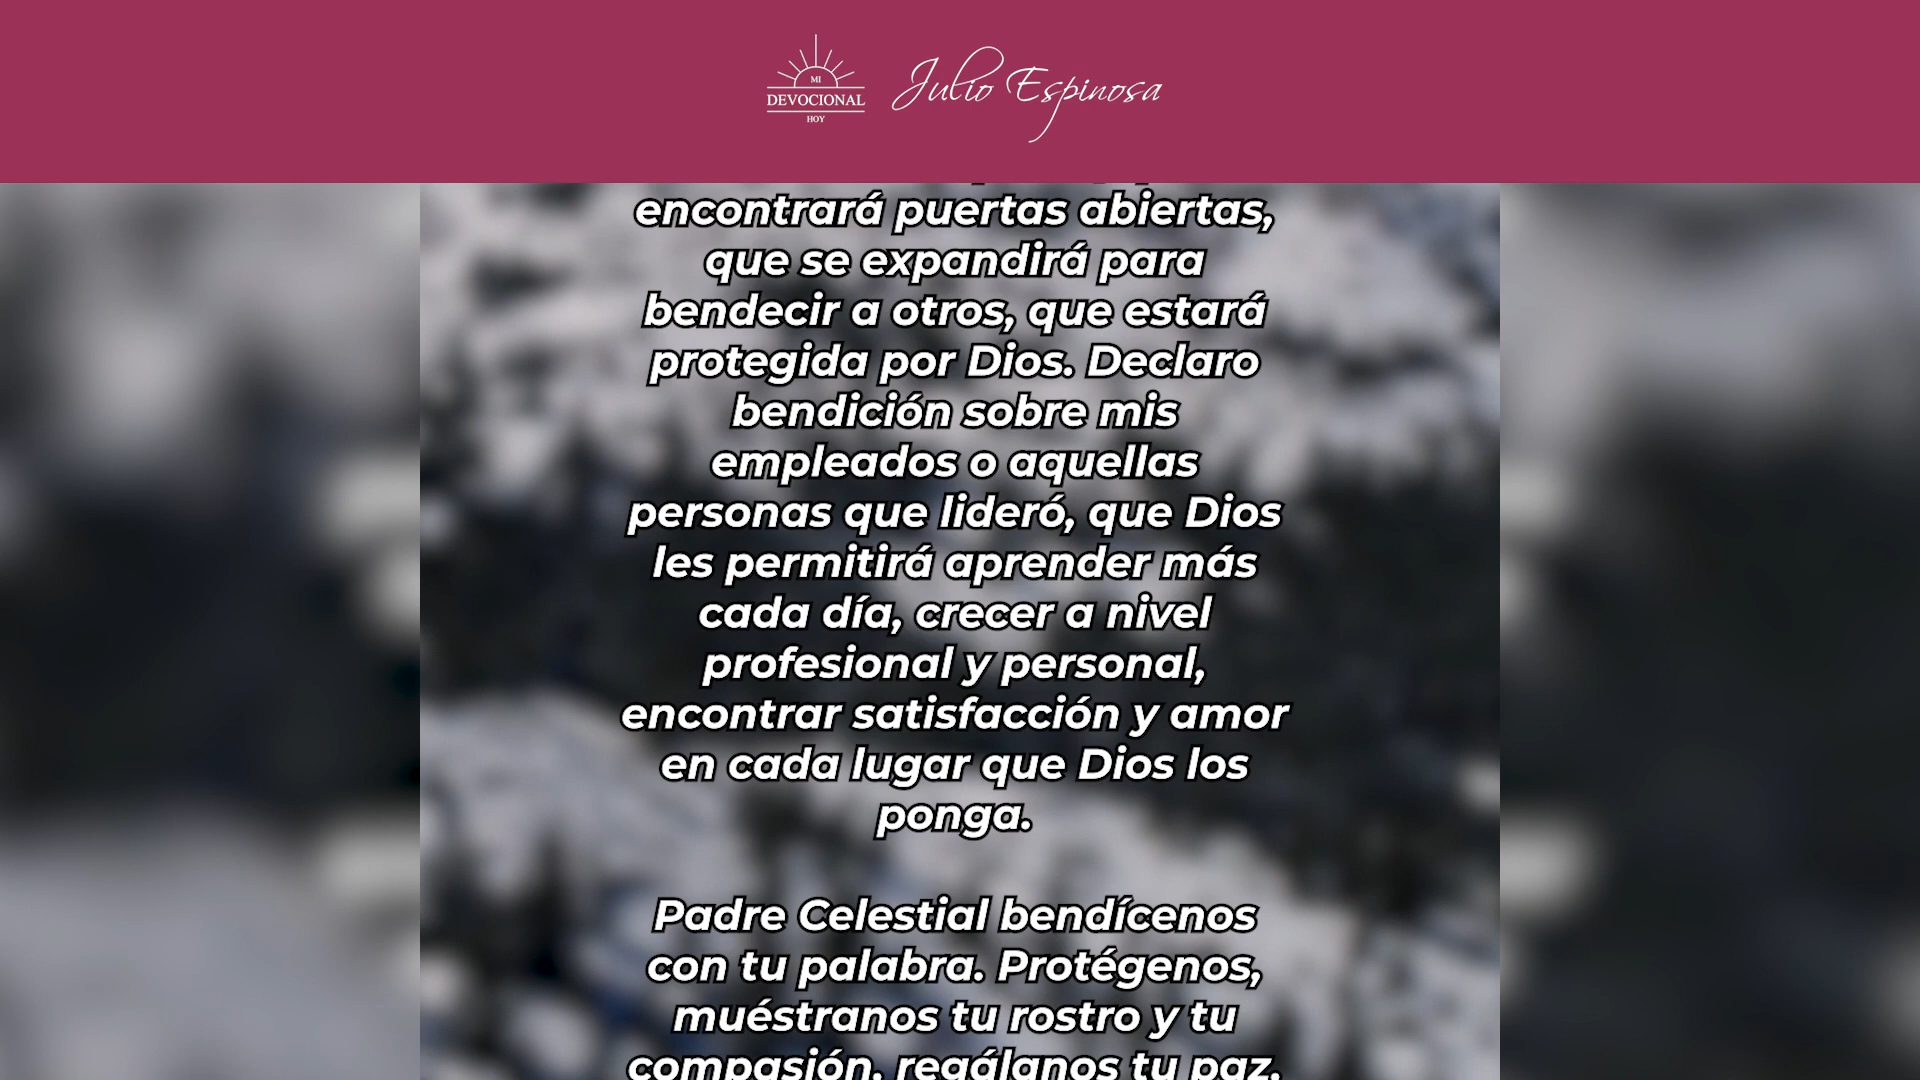 MI
DEVOCIONAL
HOY
Julio Espinosa
encontrará puertas abiertas,
que se expandirá para
bendecir a otros, que estará
protegida por Dios. Declaro
bendición sobre mis
empleados o aquellas
personas que lideró, que Dios
les permitirá aprender más
cada día, crecer a nivel
profesional y personal,
encontrar satisfacción y amor
en cada lugar que Dios los
ponga.
Padre Celestial bendícenos
con tu palabra. Protégenos,
muéstranos tu rostro y tu
compasión, regálanos tu paz.